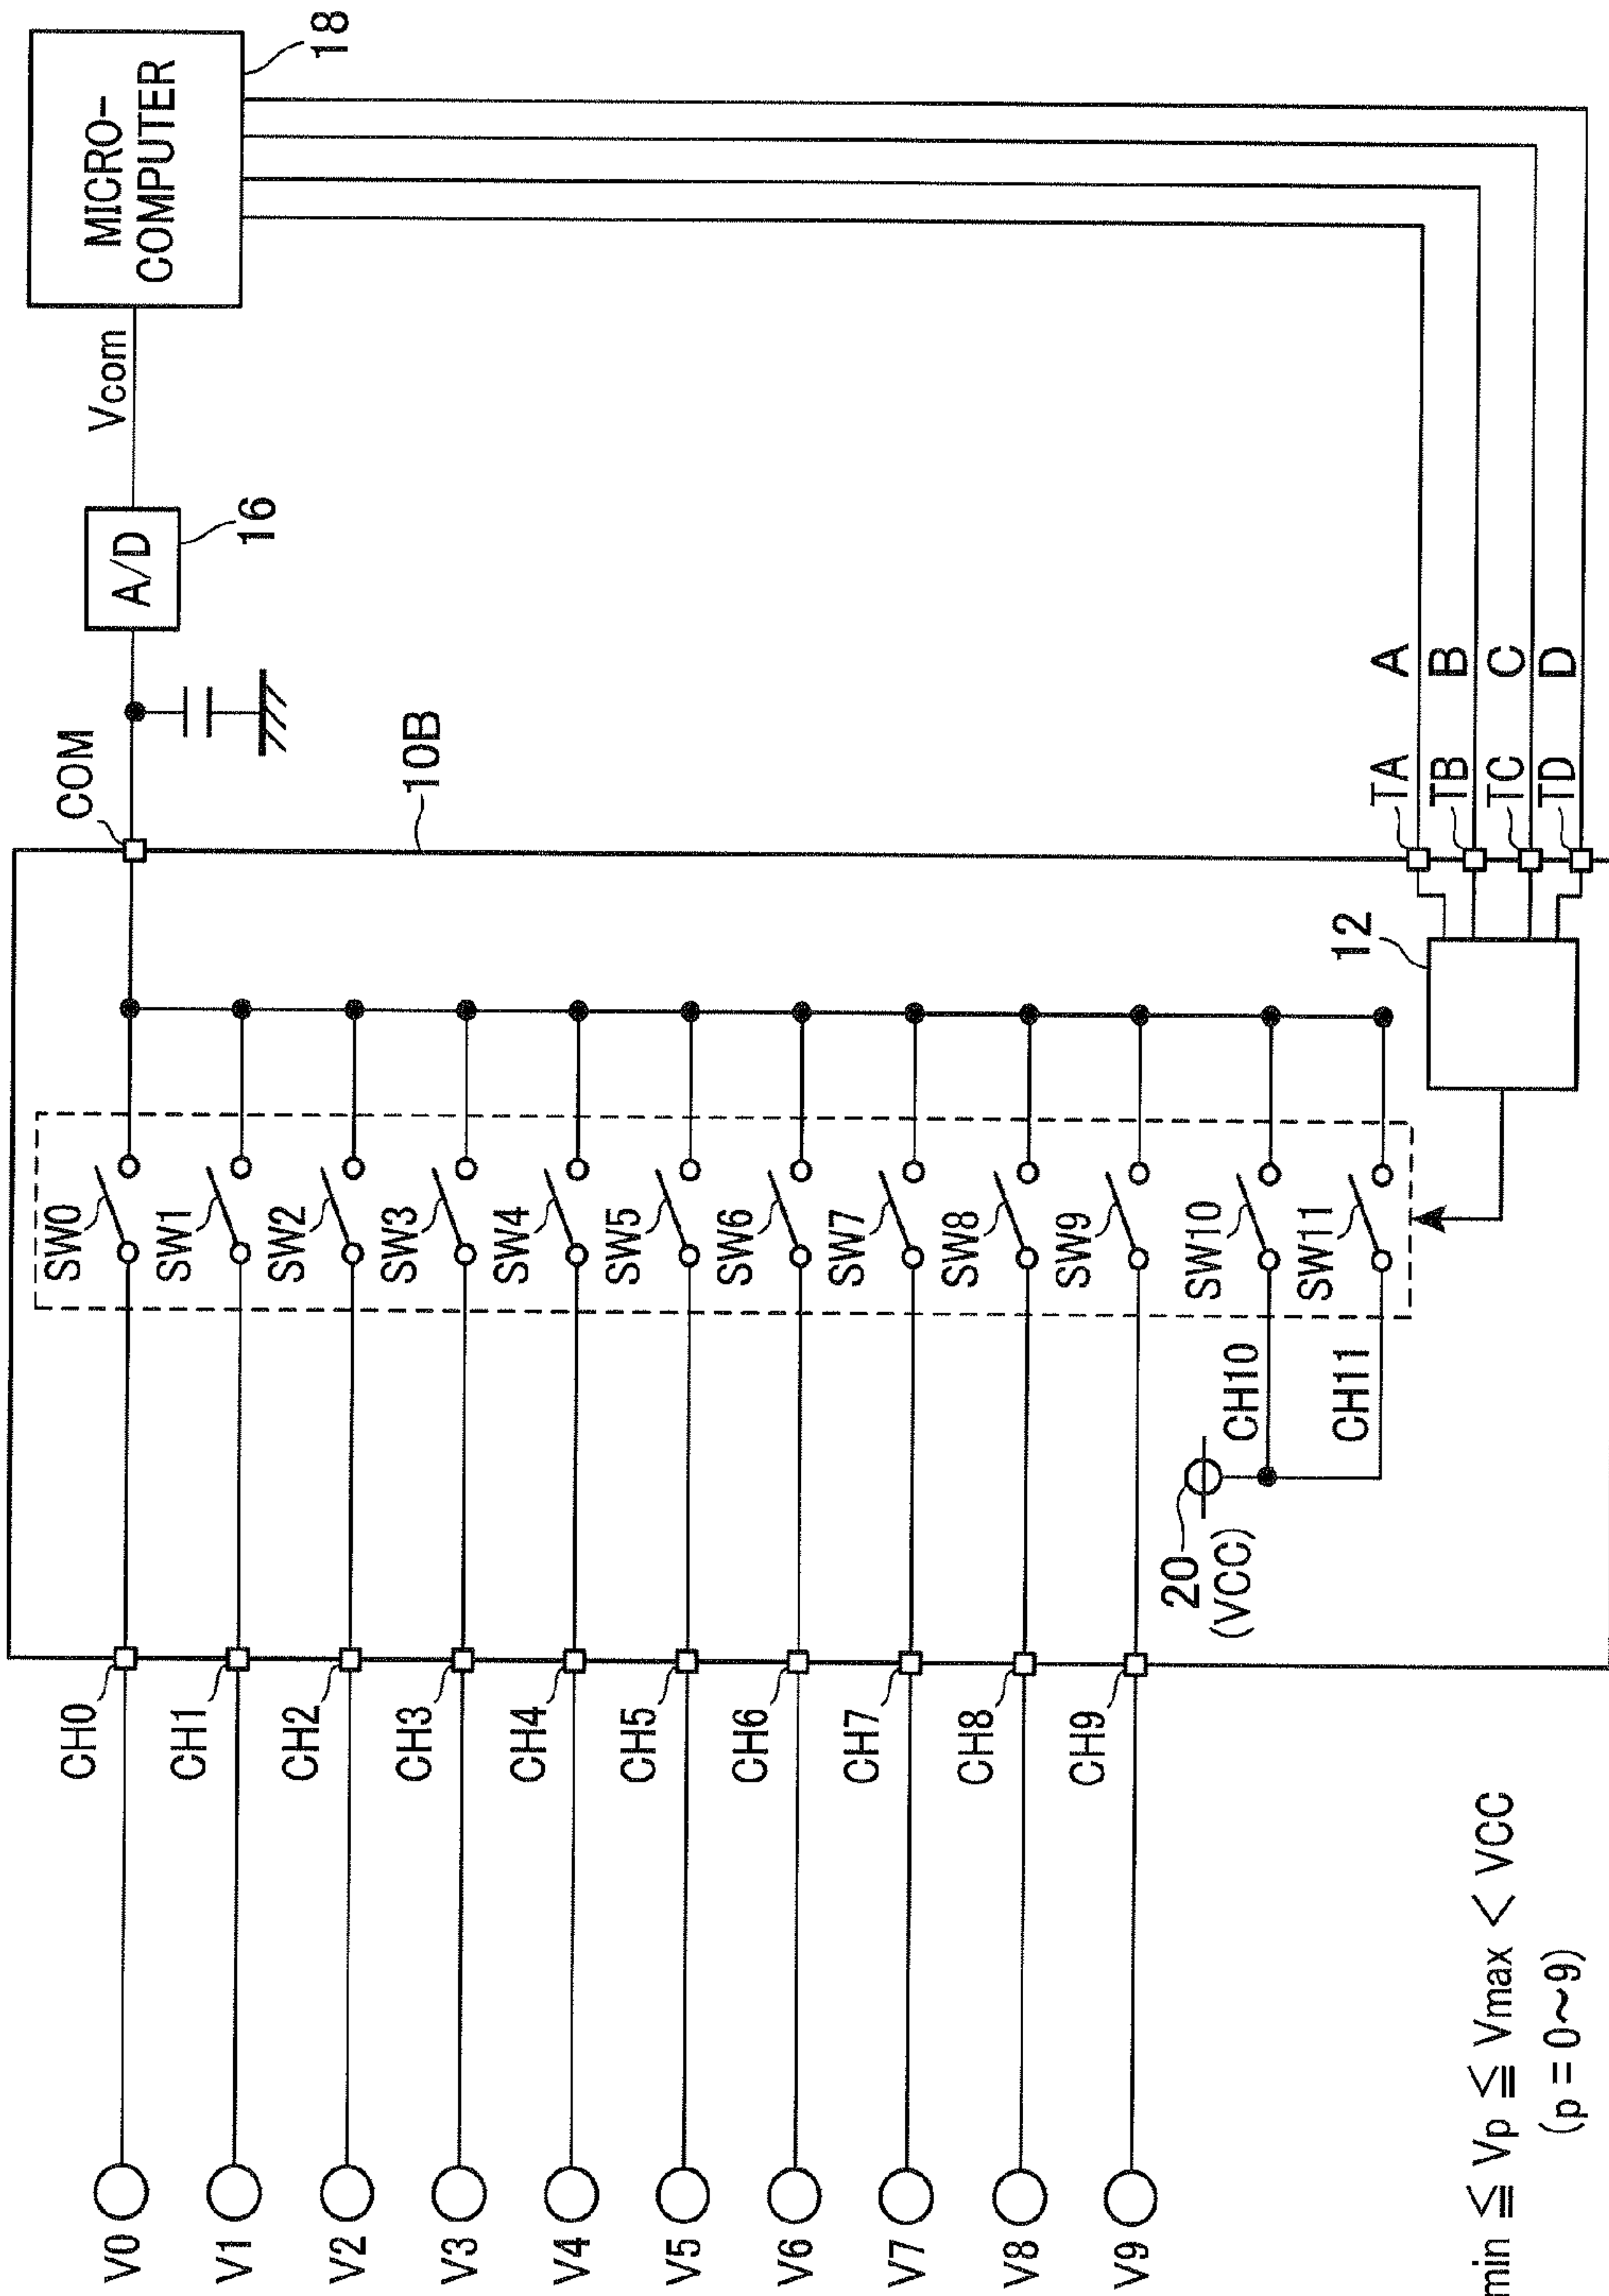 V0
V1
V2
V3
V4
V5
V6
V7
V8
V9
CH0
CH1
CH2
CH3
CH4
CH5
CH6
CH7
CH8
CH9
SW0
SW1
SW2
SW3
SW4
SW5
SW6
SW7
SW8
SW9
SW10
SW11
20
(VCC)
CH10
CH11
12
COM
10B
TA
TB
TC
TD
A
B
C
D
A/D
16
Vcom
MICRO-
COMPUTER
18
min ≦ Vp ≦ Vmax < VCC
(p = 0~9)